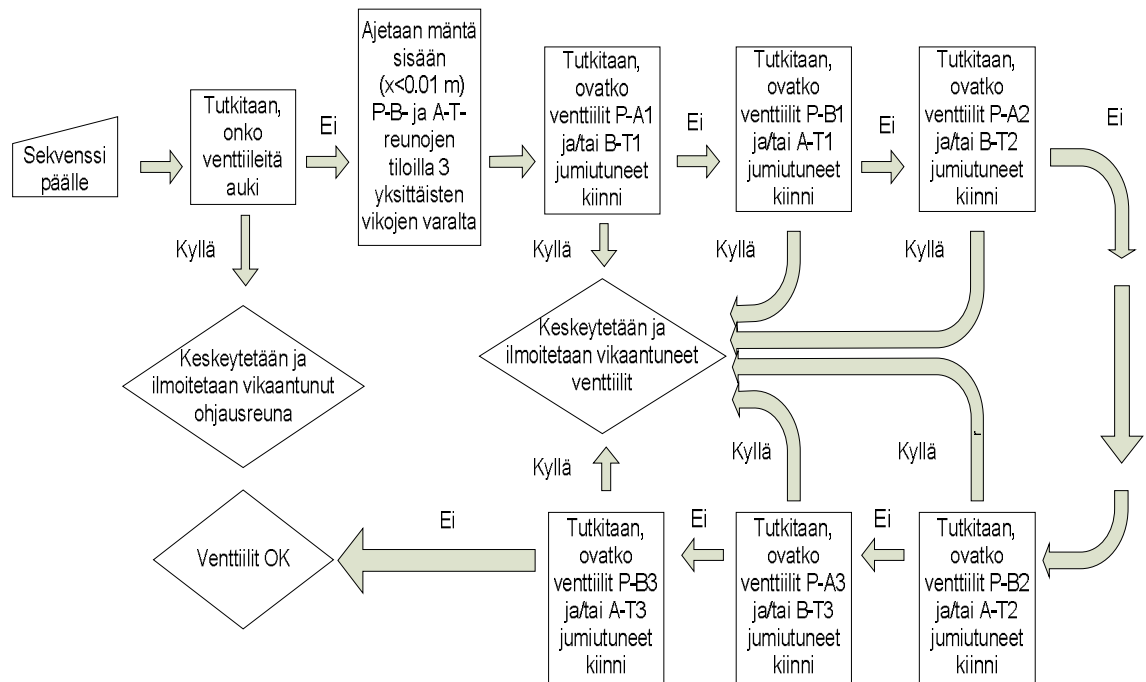 Sekvenssi
päälle
Tutkitaan,
onko
venttiileitä
auki
Ei
Ajetaan mäntä
sisään
(x<0.01 m)
P-B- ja A-T-
reunojen
tiloilla 3
yksittäisten
vikojen varalta
Tutkitaan,
ovatko
venttiilit P-A1
ja/tai B-T1
jumiutuneet
kiinni
Ei
Tutkitaan,
ovatko
venttiilit P-B1
ja/tai A-T1
jumiutuneet
kiinni
Ei
Tutkitaan,
ovatko
venttiilit P-A2
ja/tai B-T2
jumiutuneet
kiinni
Ei
Kyllä
Kyllä
Kyllä
Kyllä
Keskeytetään ja
ilmoitetaan vikaantunut
ohjausreuna
Keskeytetään ja
ilmoitetaan vikaantuneet
venttiilit
r
Kyllä
Kyllä
Kyllä
Venttiilit OK
Ei
Tutkitaan,
ovatko
venttiilit P-B3
ja/tai A-T3
jumiutuneet
kiinni
Ei
Tutkitaan,
ovatko
venttiilit P-A3
ja/tai B-T3
jumiutuneet
kiinni
Ei
Tutkitaan,
ovatko
venttiilit P-B2
ja/tai A-T2
jumiutuneet
kiinni